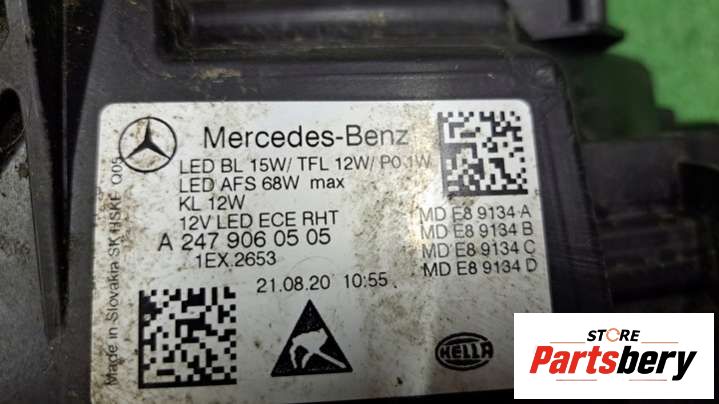 Mercedes-Benz
LED BL 15W/ TFL 12W/ P0.1W
LED AFS 68W max
KL 12W
12V LED ECE RHT
A 247 906 05 05
1EX.2653
21.08.20 10:55
MD E8 9134 A
MD E8 9134 B
MD E8 9134 C
MD E8 9134 D
Made in Slovakia SK HSKF Q05
HELLA
STORE
Partsbery